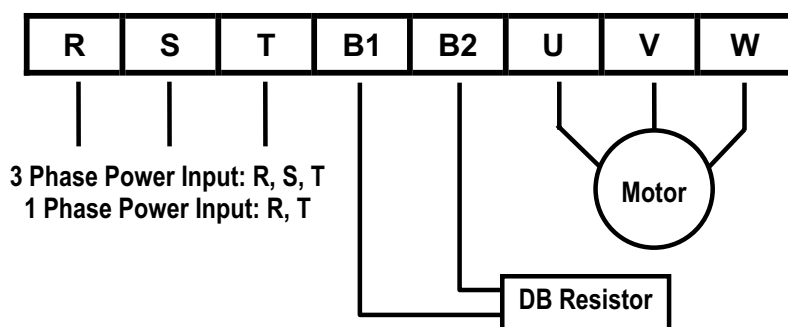 R S T B1 B2 U V W
3 Phase Power Input: R, S, T
1 Phase Power Input: R, T
Motor
DB Resistor